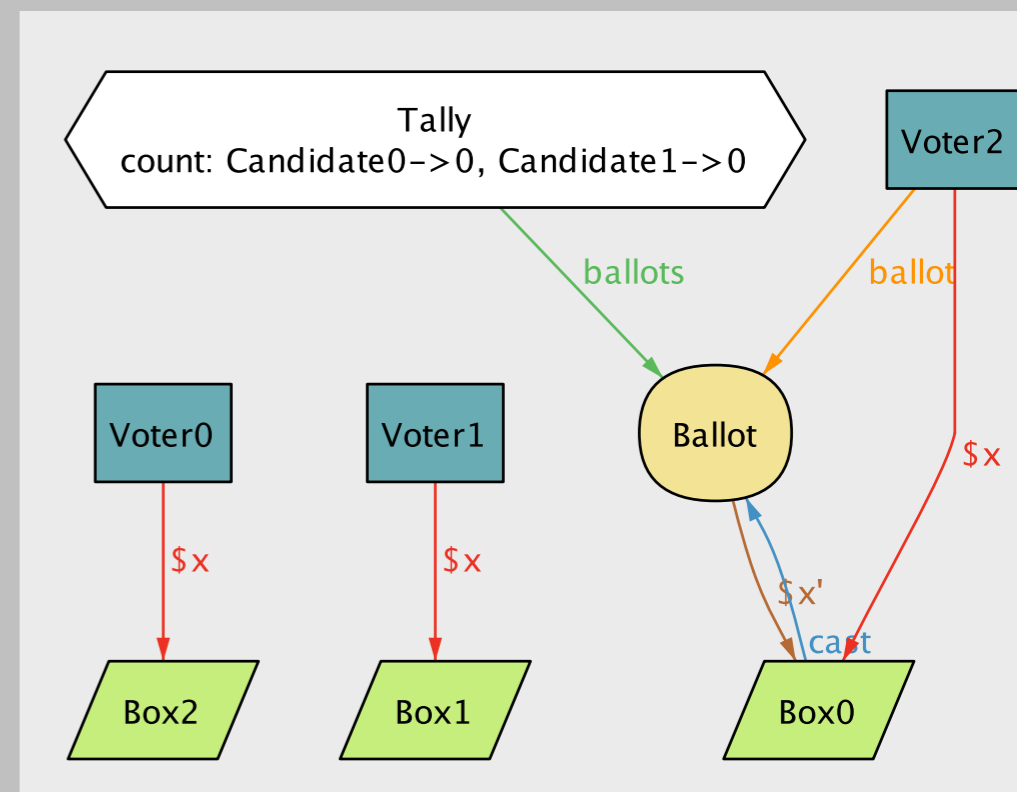 Tally
count: Candidate0->0, Candidate1->0
Voter2
ballots
ballot
Voter0
Voter1
Ballot
$x
$x
$x
$x'
cast
Box2
Box1
Box0